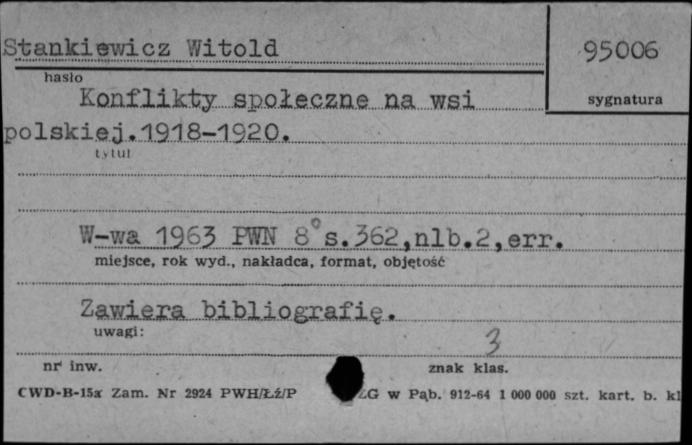 Stankiewicz Witold
95006
hasło
sygnatura
Konflikty społeczne na wsi
polskiej.1918-1920.
tytuł
W-wa 1963 PWN 8° s.362,nlb.2,err.
miejsce, rok wyd., nakładca, format, objętość
Zawiera bibliografię.
uwagi:
3
nr inw.
znak klas.
CWD-B-15a Zam. Nr 2924 PWH/Łź/P ZG w Pąb. 912-64 1 000 000 szt. kart. b. kl